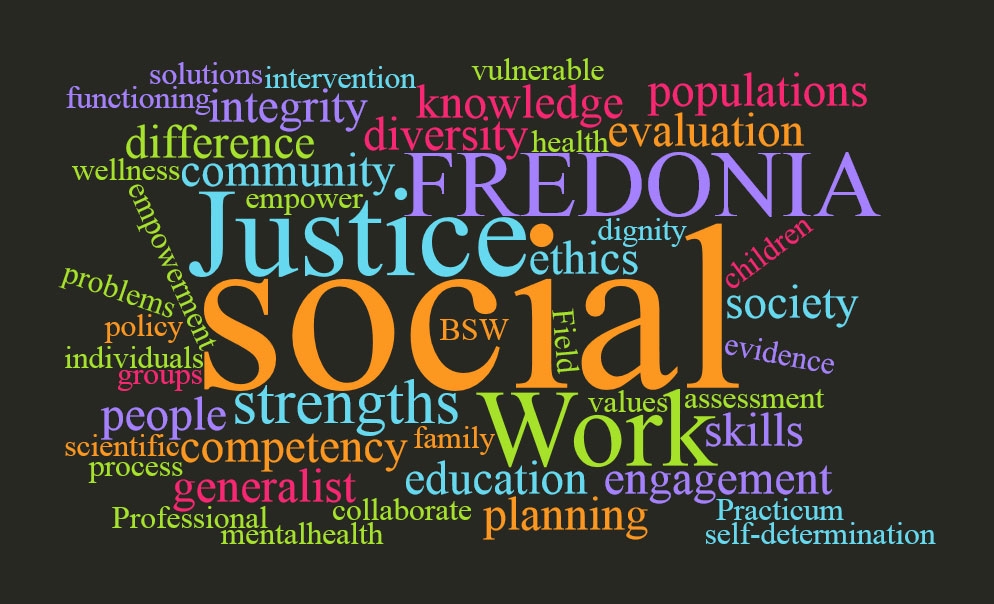 solutions intervention vulnerable
functioning integrity knowledge populations
difference diversity health evaluation
wellness community FREDONIA
empowerment empower Justice dignity children
ethics
problems social society
policy BSW Field
individuals evidence
groups
people strengths Work values assessment
scientific competency family skills
process
generalist education engagement
Professional collaborate planning Practicum
mentalhealth self-determination